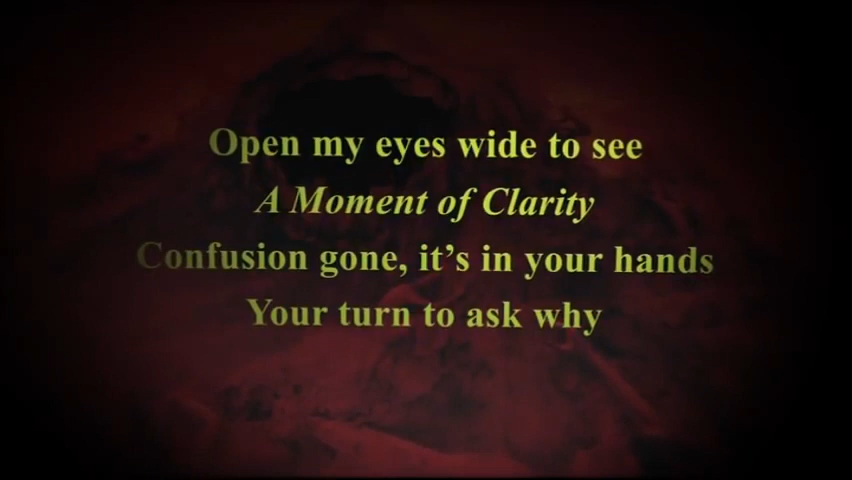 Open my eyes wide to see
A Moment of Clarity
Confusion gone, it’s in your hands
Your turn to ask why